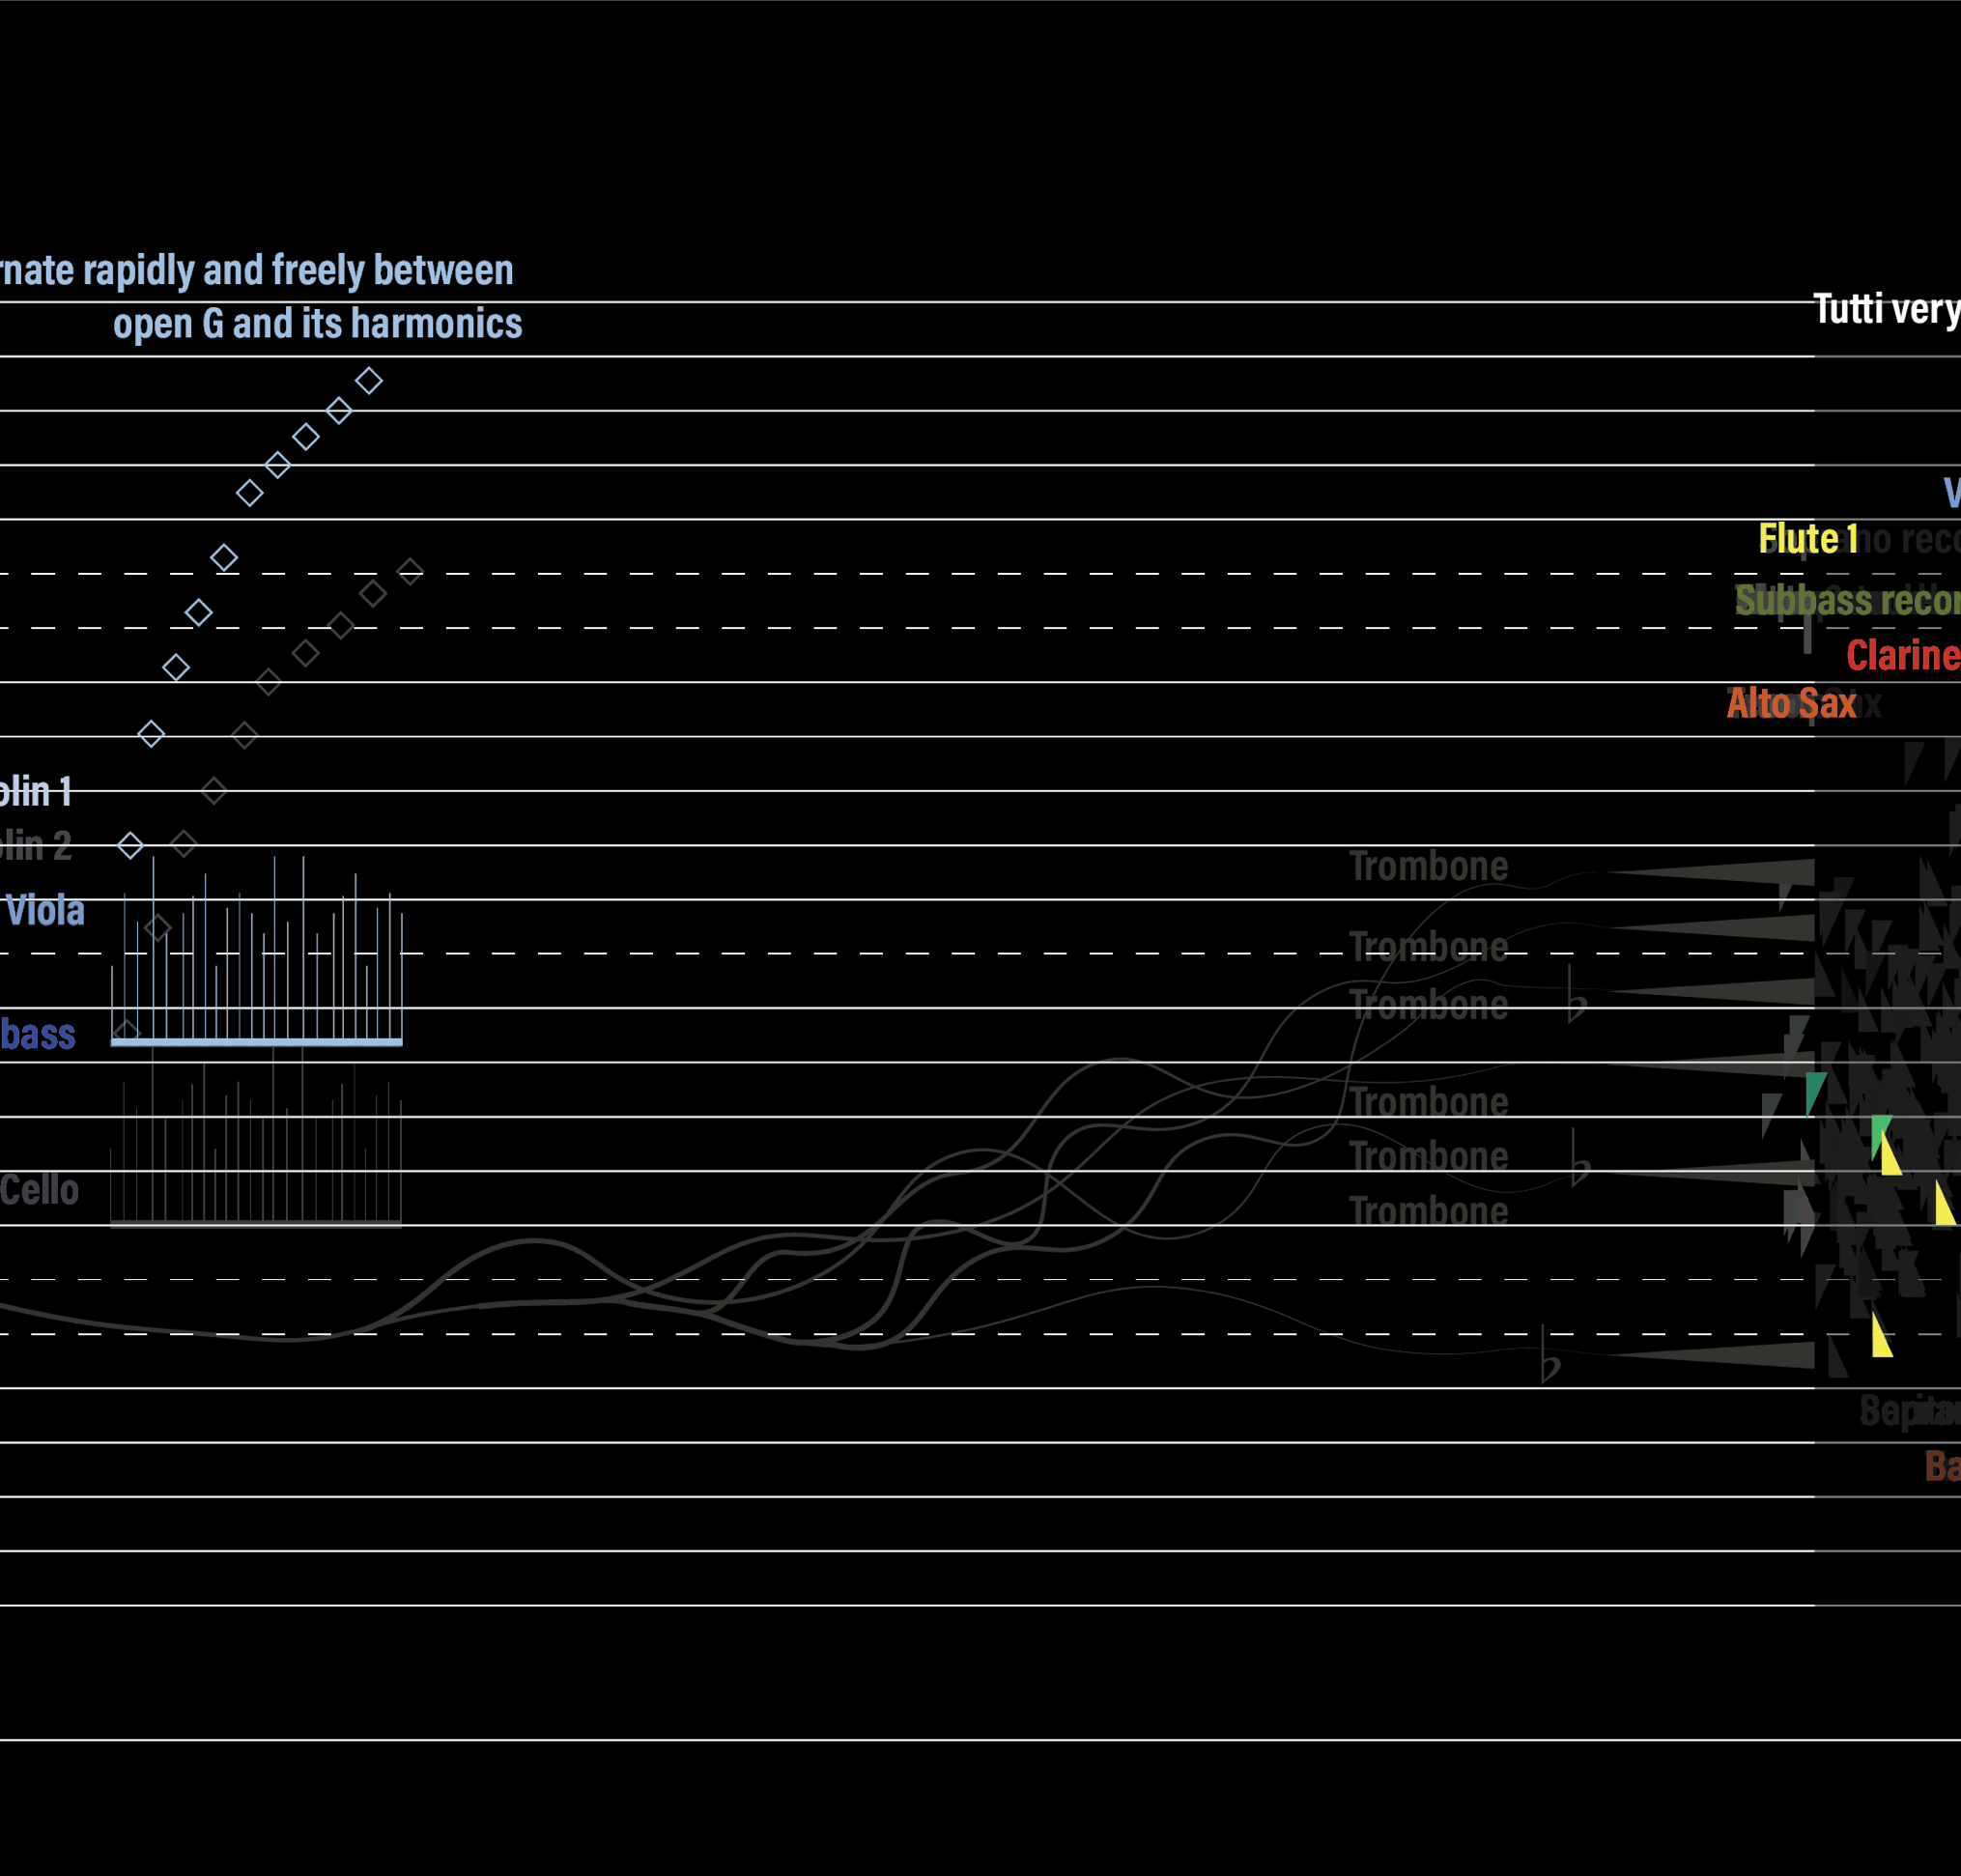 rnate rapidly and freely between
open G and its harmonics
Tutti very
V
Flute 1
Subbass recor
Clarine
Alto Sax
olin 1
olin 2
Viola
bass
Cello
Trombone
Trombone
Trombone
Trombone
Trombone
Trombone
Ba